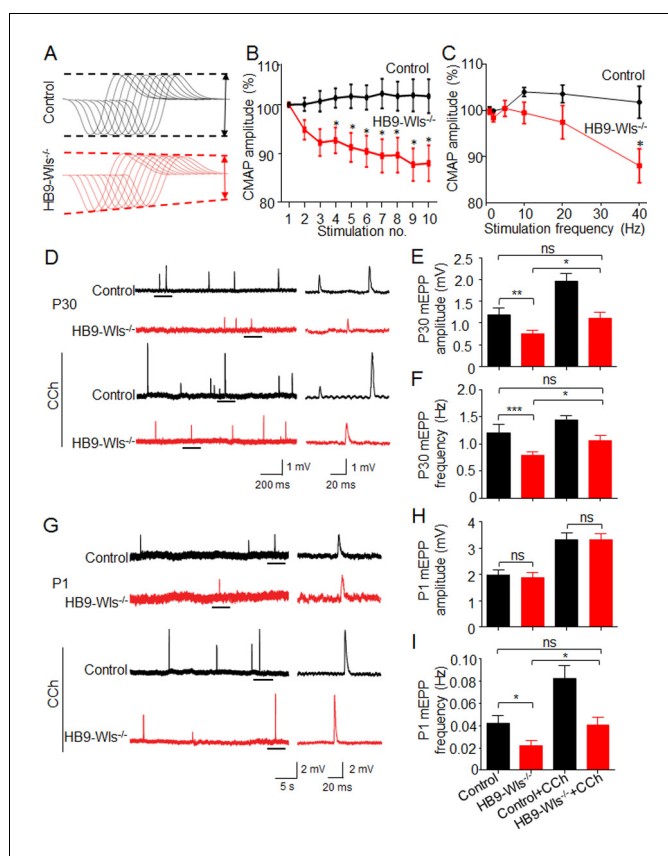 A
Control
HB9-Wls-/-
B
CMAP amplitude (%)
110
100
90
80
Control
HB9-Wls-/-
* * * * * * *
1 2 3 4 5 6 7 8 9 10
Stimulation no.
C
CMAP amplitude (%)
110
100
90
80
Control
HB9-Wls-/-
*
0 10 20 30 40
Stimulation frequency (Hz)
D
P30
Control
HB9-Wls-/-
CCh
Control
HB9-Wls-/-
1 mV
200 ms
1 mV
20 ms
E
P30 mEPP
amplitude (mV)
2.5
2.0
1.5
1.0
0.5
0
ns
*
**
F
P30 mEPP
frequency (Hz)
2.0
1.5
1.0
0.5
0
ns
*
***
G
P1
Control
HB9-Wls-/-
CCh
Control
HB9-Wls-/-
2 mV
5 s
2 mV
20 ms
H
P1 mEPP
amplitude (mV)
4
3
2
1
0
ns
ns
I
P1 mEPP
frequency (Hz)
0.10
0.08
0.06
0.04
0.02
0
ns
*
*
Control
HB9-Wls-/-
Control+CCh
HB9-Wls-/-+CCh